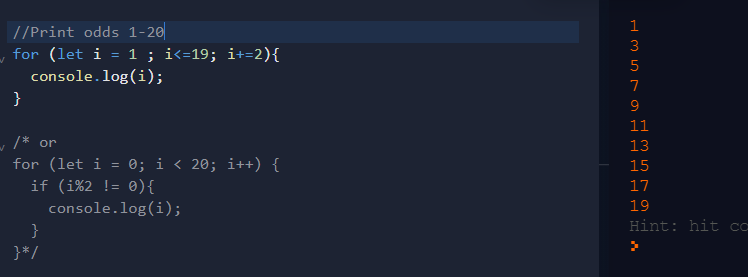 //Print odds 1-20
for (let i = 1 ; i<=19; i+=2){
  console.log(i);
}

/* or
for (let i = 0; i < 20; i++) {
  if (i%2 != 0){
    console.log(i);
  }
}*/
1
3
5
7
9
11
13
15
17
19
Hint: hit